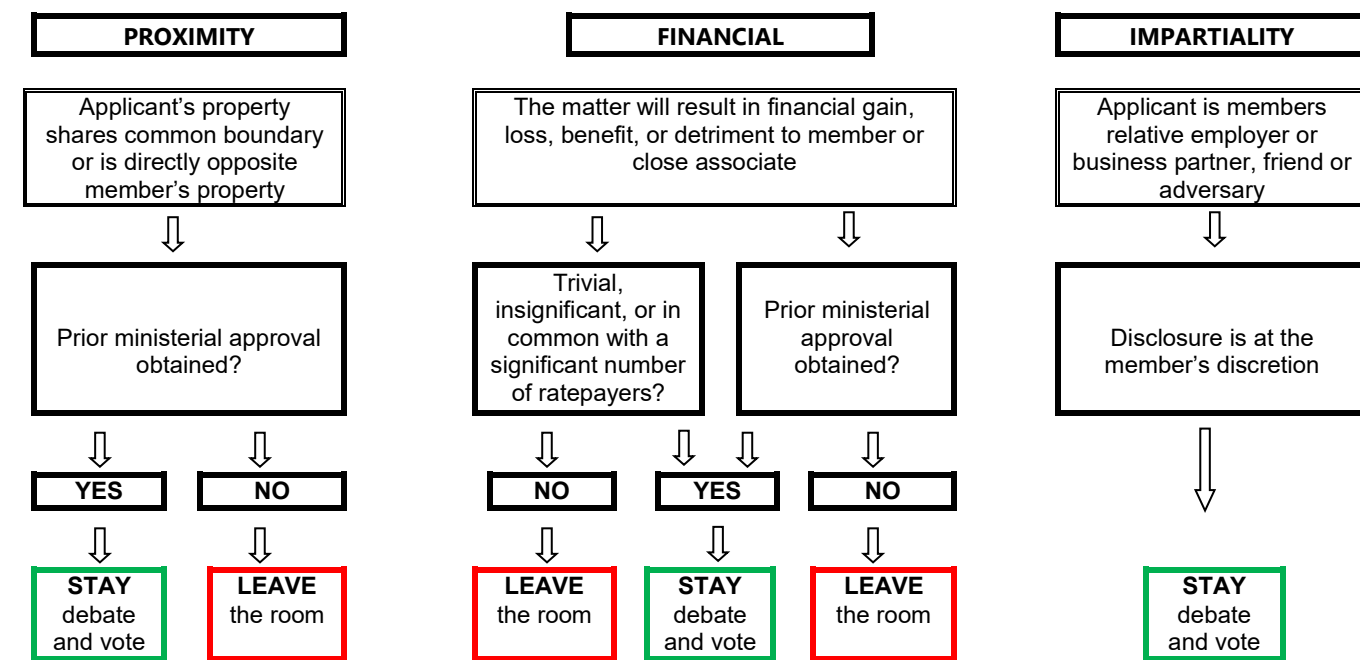 PROXIMITY
FINANCIAL
IMPARTIALITY
Applicant’s property
shares common boundary
or is directly opposite
member’s property
The matter will result in financial gain,
loss, benefit, or detriment to member or
close associate
Applicant is members
relative employer or
business partner, friend or
adversary
Prior ministerial approval
obtained?
Trivial,
insignificant, or in
common with a
significant number
of ratepayers?
Prior ministerial
approval
obtained?
Disclosure is at the
member’s discretion
YES
NO
NO
YES
NO
STAY
debate
and vote
LEAVE
the room
LEAVE
the room
STAY
debate
and vote
LEAVE
the room
STAY
debate
and vote